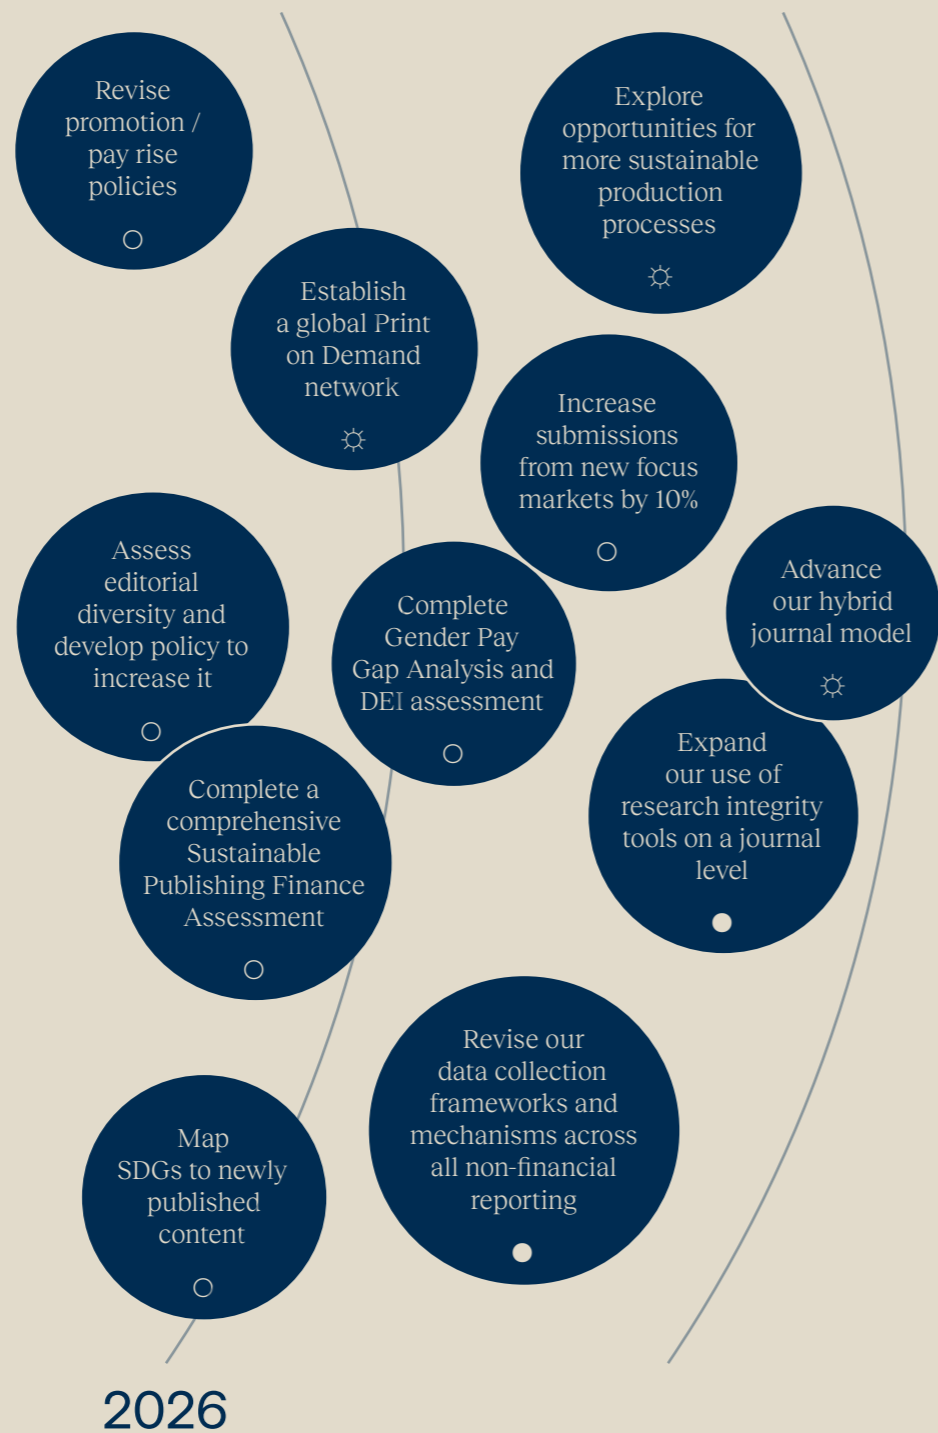 Revise
promotion /
pay rise
policies
Explore
opportunities for
more sustainable
production
processes
Establish
a global Print
on Demand
network
Increase
submissions
from new focus
markets by 10%
Assess
editorial
diversity and
develop policy to
increase it
Complete
Gender Pay
Gap Analysis and
DEI assessment
Advance
our hybrid
journal model
Complete a
comprehensive
Sustainable
Publishing Finance
Assessment
Expand
our use of
research integrity
tools on a journal
level
Revise our
data collection
frameworks and
mechanisms across
all non-financial
reporting
Map
SDGs to newly
published
content
2026